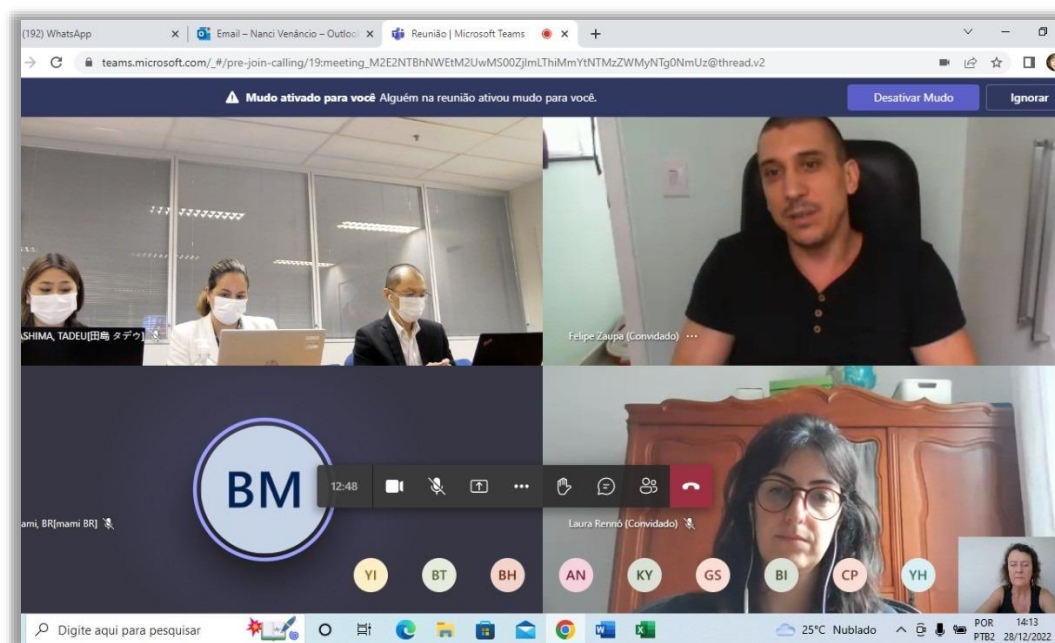 (192) WhatsApp
Email – Nanci Venâncio – Outloo
Reunião | Microsoft Teams
teams.microsoft.com/_#/pre-join-calling/19:meeting_M2E2NTBhNWEtM2UwMS00ZjlmLThiMmYtNTMzZWMyNTg0NmUz@thread.v2
Mudo ativado para você Alguém na reunião ativou mudo para você.
Desativar Mudo
Ignorar
ASHIMA, TADEU[田島 タデウ]
Felipe Zaupa (Convidado)
BM
12:48
ami, BR[mami BR]
Laura Rennó (Convidado)
YI
BT
BH
AN
KY
GS
BI
CP
YH
Digite aqui para pesquisar
25°C Nublado
POR
PTB2
14:13
28/12/2022